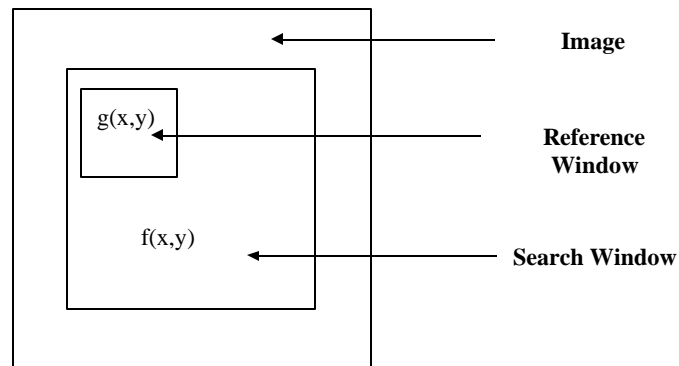 Image
g(x,y)
Reference
Window
f(x,y)
Search Window